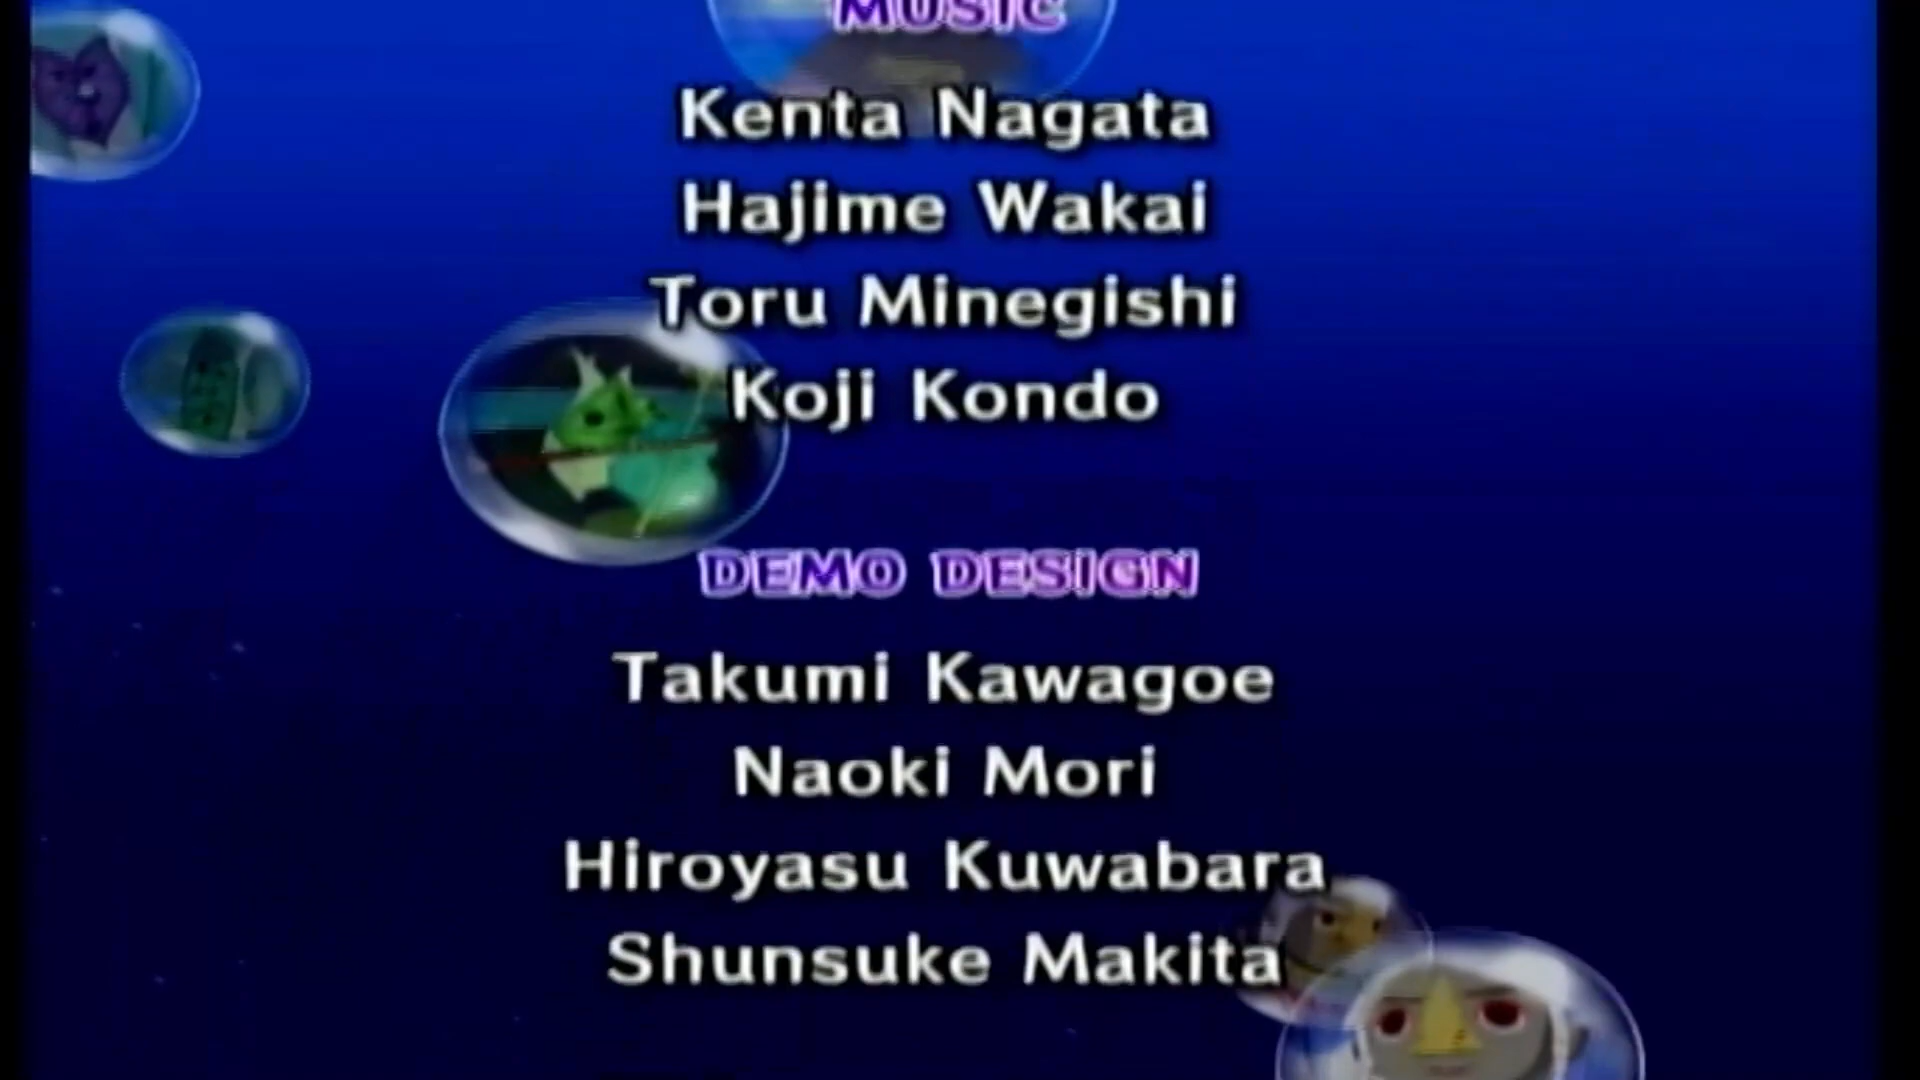 MUSIC
Kenta Nagata
Hajime Wakai
Toru Minegishi
Koji Kondo
DEMO DESIGN
Takumi Kawagoe
Naoki Mori
Hiroyasu Kuwabara
Shunsuke Makita